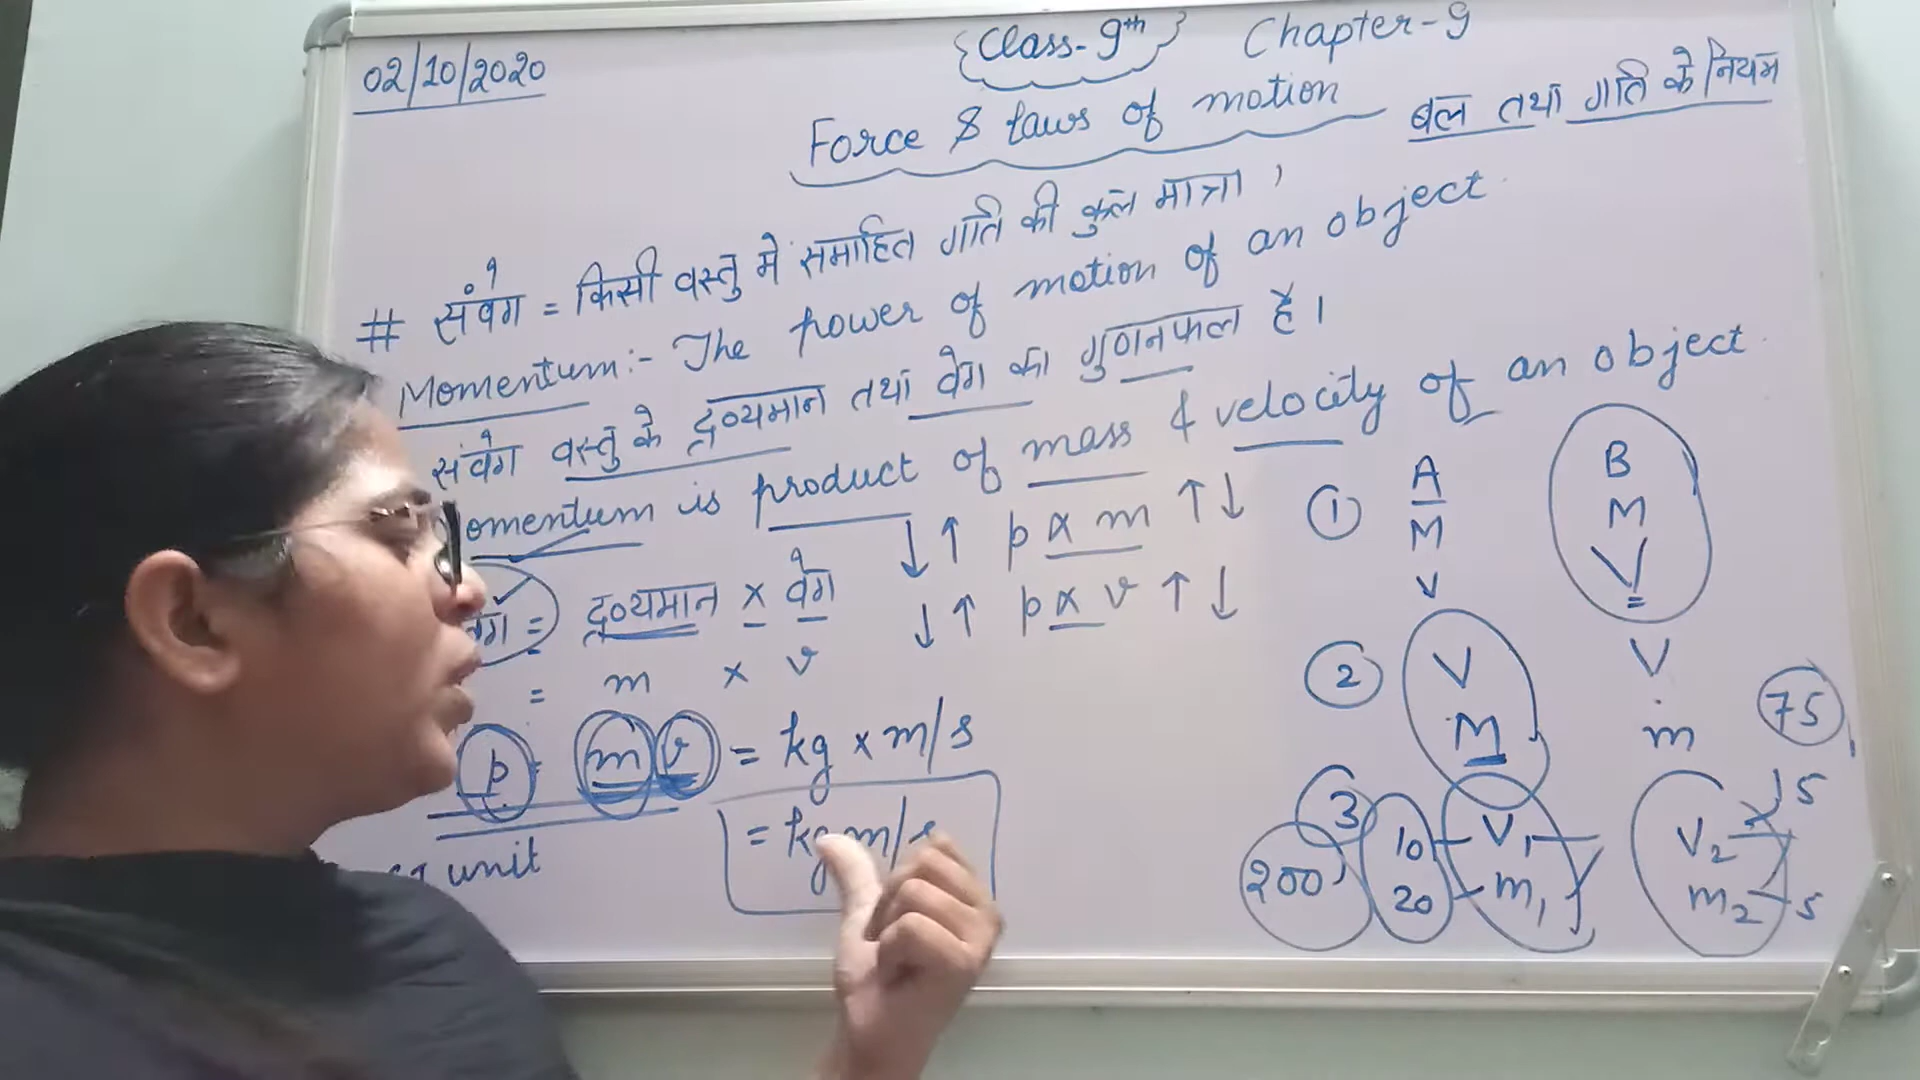 02/10/2020
Class-9th Chapter-9
Force & laws of motion बल तथा गति के नियम
# संवेग = किसी वस्तु में समाहित गति की कुल मात्रा,
Momentum:- The power of motion of an object.
संवेग वस्तु के द्रव्यमान तथा वेग का गुणनफल है।
omentum is product of mass & velocity of an object.
वेग = द्रव्यमान × वेग
= m × v
p = mv = kg × m/s
= kg m/s
unit
↓↑ p ∝ m ↑↓
↓↑ p ∝ v ↑↓
① A B
M M
v V
② V V
M m
3
10 V₁ V₂ 15
20 m₁ m₂ 5
200 75